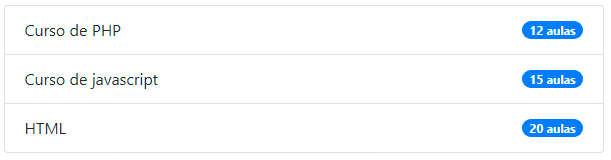 Curso de PHP 12 aulas
Curso de javascript 15 aulas
HTML 20 aulas